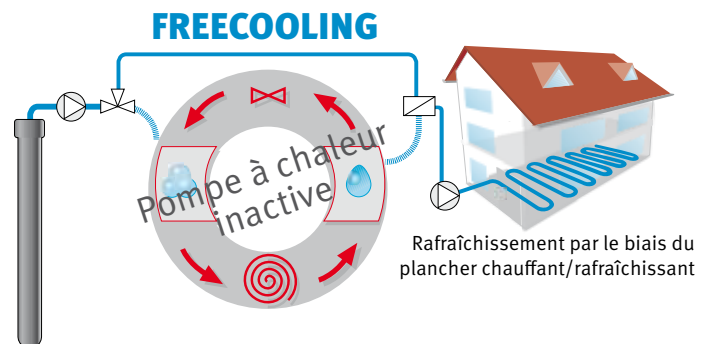 FREECOOLING
Pompe à chaleur
inactive
Rafraîchissement par le biais du
plancher chauffant/rafraîchissant